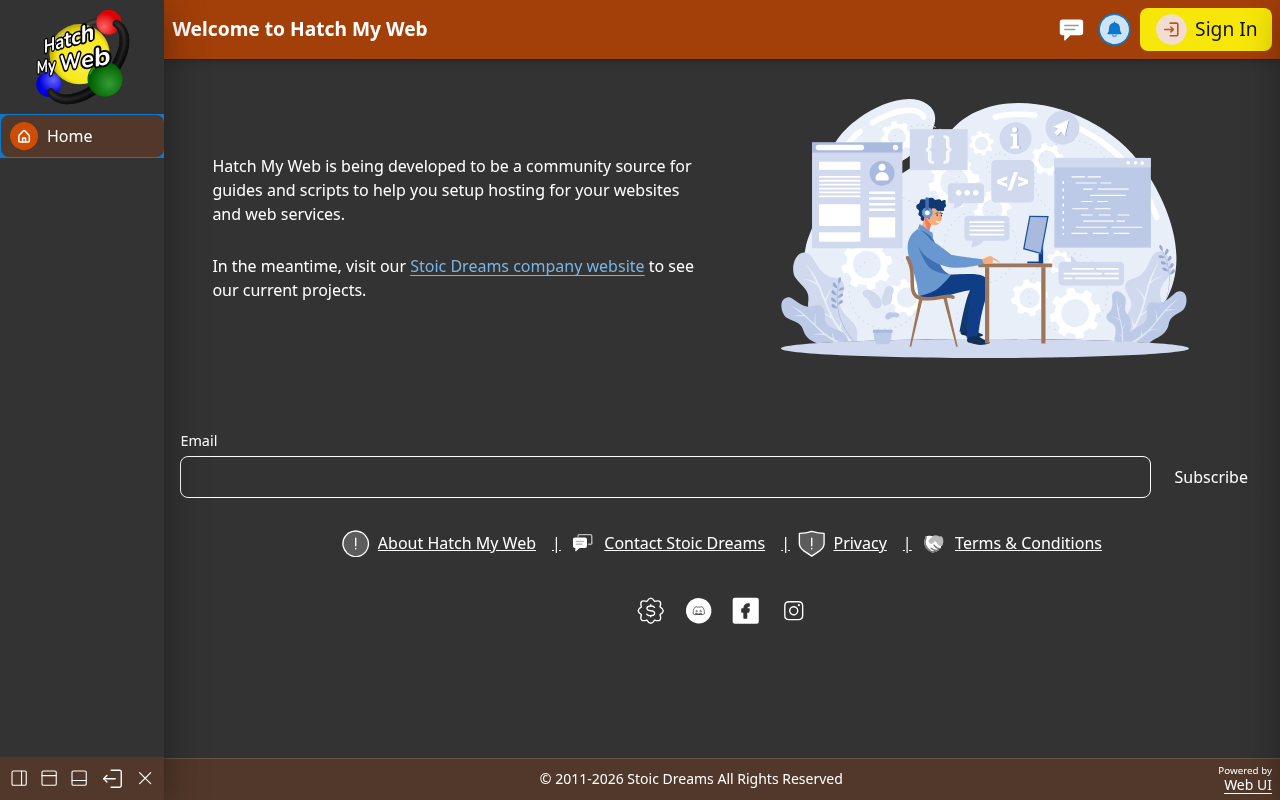 Hatch
My Web
Welcome to Hatch My Web
Sign In
Home
Hatch My Web is being developed to be a community source for
guides and scripts to help you setup hosting for your websites
and web services.
In the meantime, visit our Stoic Dreams company website to see
our current projects.
{ }
i
</>
Email
Subscribe
About Hatch My Web | Contact Stoic Dreams | Privacy | Terms & Conditions
© 2011-2026 Stoic Dreams All Rights Reserved
Powered by
Web UI